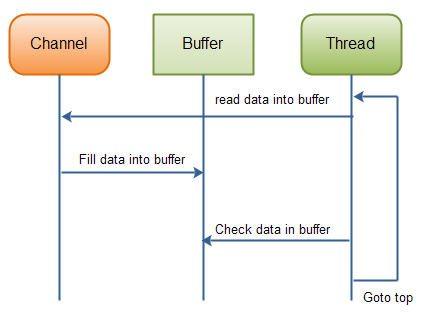 Channel
Buffer
Thread
read data into buffer
Fill data into buffer
Check data in buffer
Goto top